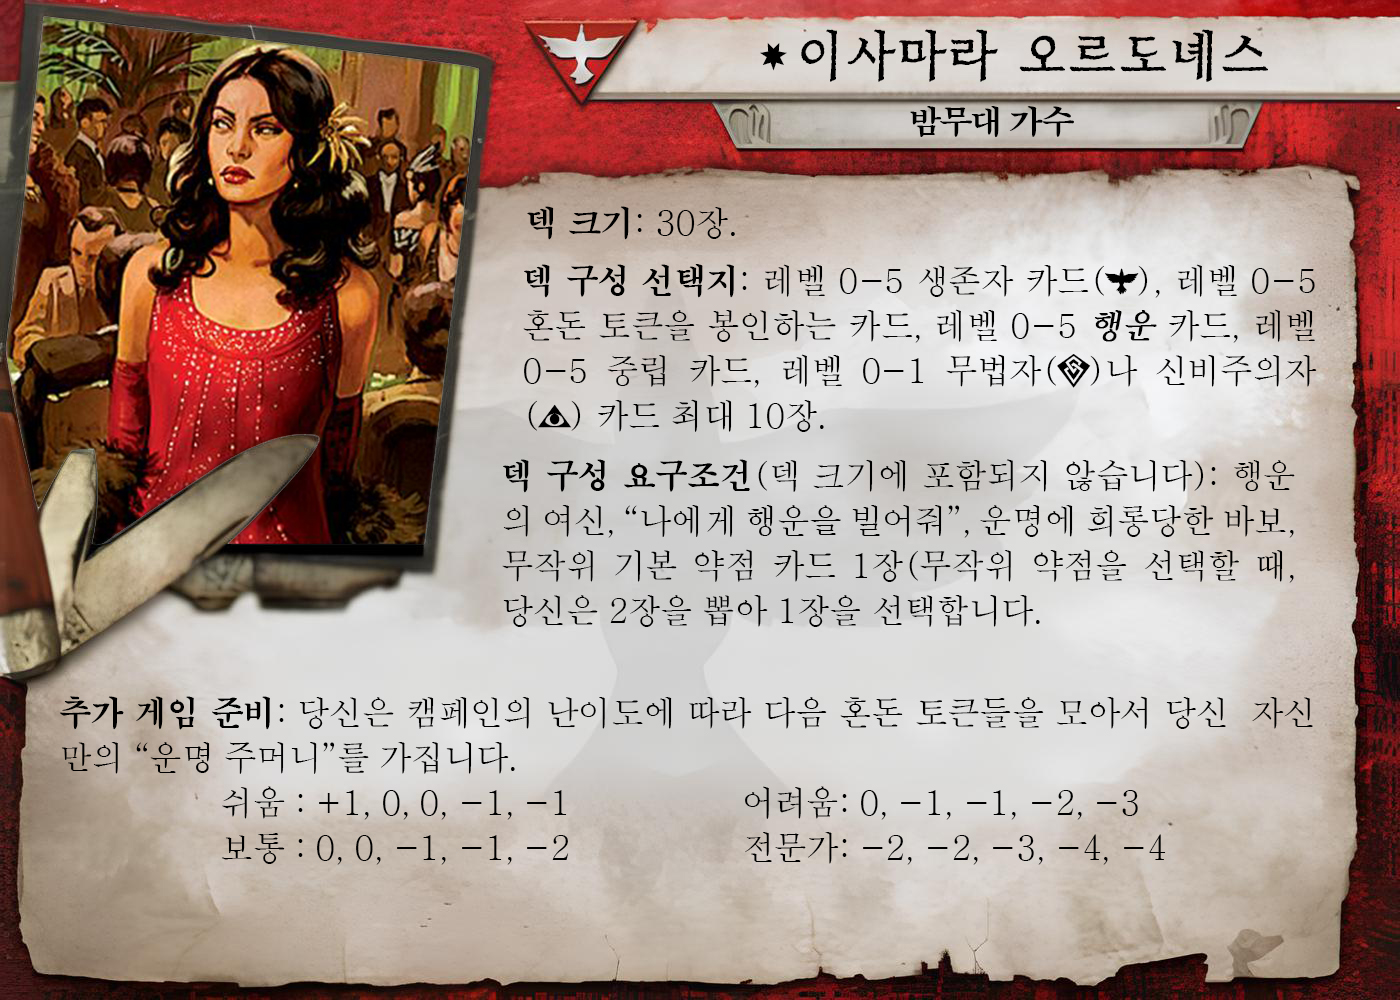 이사마라 오르도녜스
밤무대 가수
덱 크기: 30장.
덱 구성 선택지: 레벨 0–5 생존자 카드( ), 레벨 0–5
혼돈 토큰을 봉인하는 카드, 레벨 0–5 행운 카드, 레벨
0–5 중립 카드, 레벨 0–1 무법자( )나 신비주의자
( ) 카드 최대 10장.
덱 구성 요구조건(덱 크기에 포함되지 않습니다): 행운
의 여신, “나에게 행운을 빌어줘”, 운명에 희롱당한 바보,
무작위 기본 약점 카드 1장(무작위 약점을 선택할 때,
당신은 2장을 뽑아 1장을 선택합니다.
추가 게임 준비: 당신은 캠페인의 난이도에 따라 다음 혼돈 토큰들을 모아서 당신 자신
만의 “운명 주머니”를 가집니다.
쉬움 : +1, 0, 0, −1, −1
어려움: 0, −1, −1, −2, −3
보통 : 0, 0, −1, −1, −2
전문가: −2, −2, −3, −4, −4